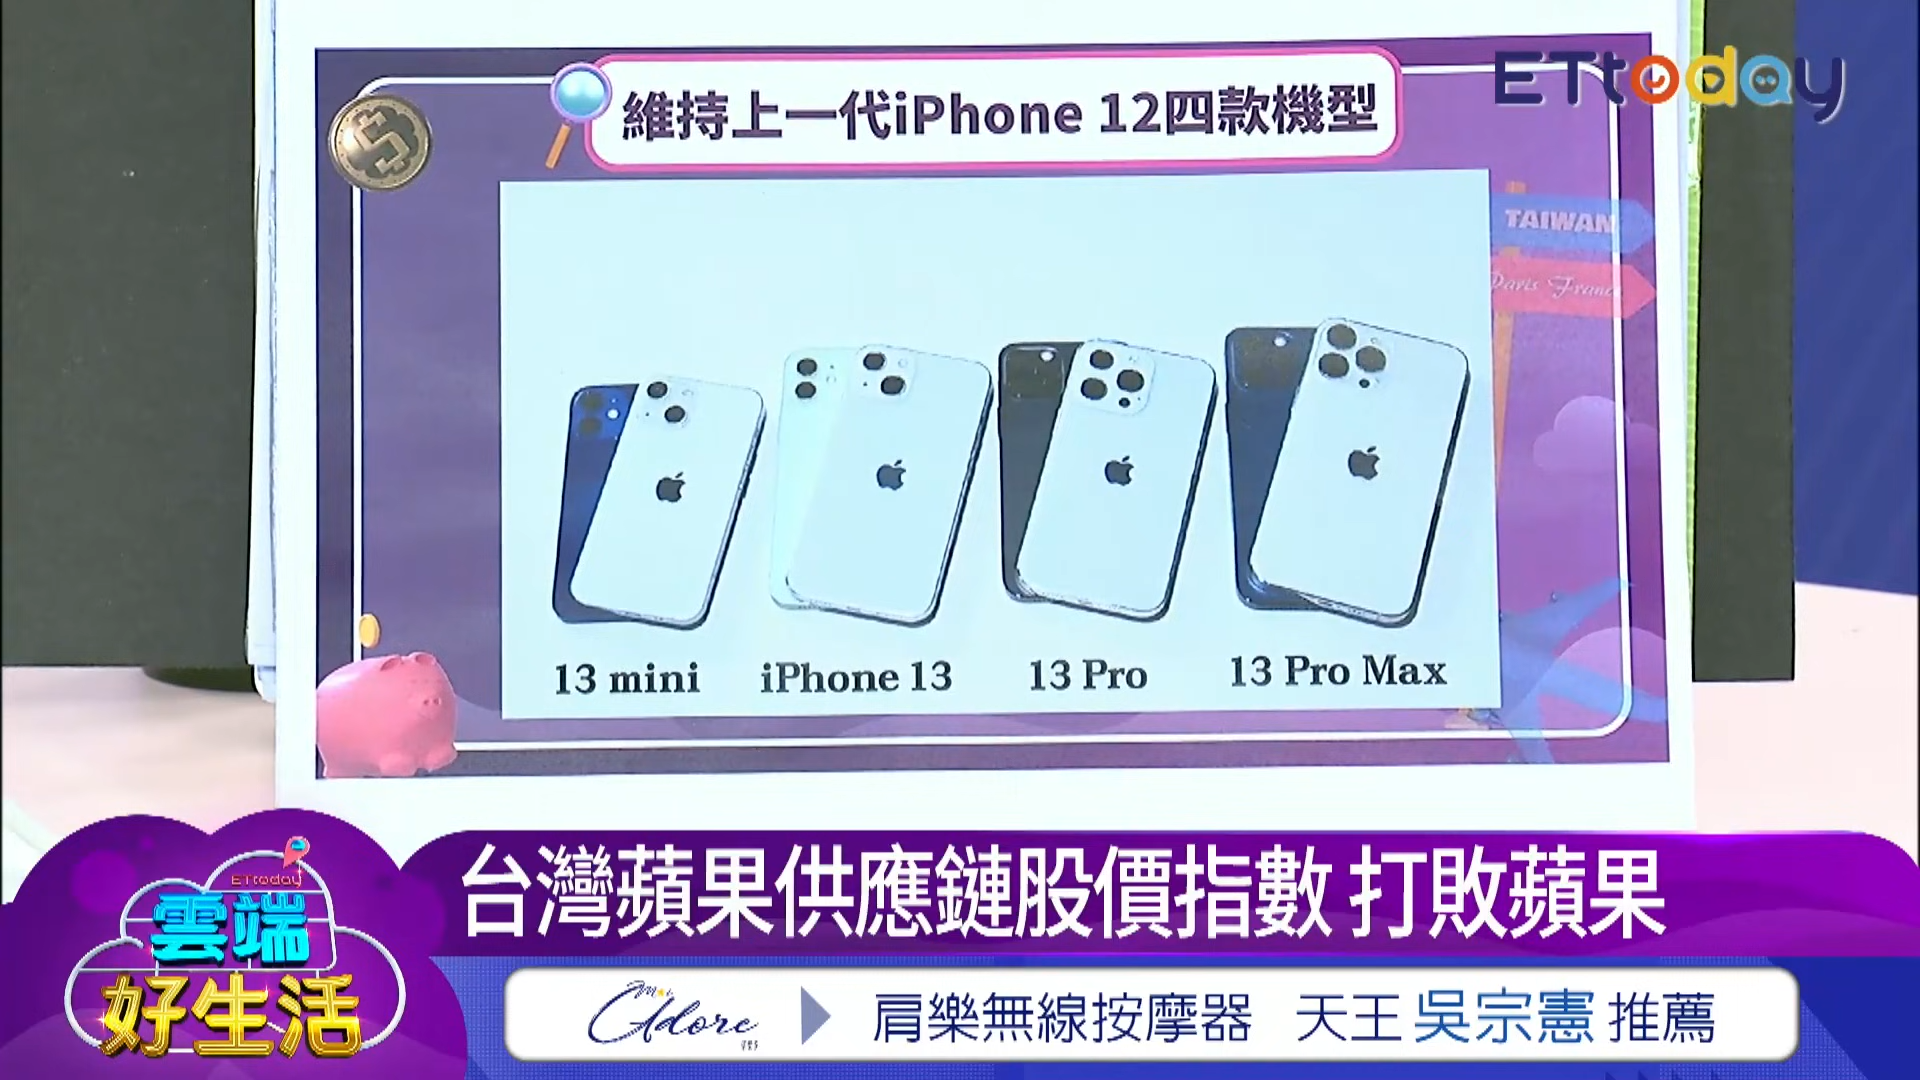 ETtoday
維持上一代iPhone 12四款機型
TAIWAN
Paris France
13 mini
iPhone 13
13 Pro
13 Pro Max
台灣蘋果供應鏈股價指數 打敗蘋果
ETtoday
雲端
好生活
Adore
肩樂無線按摩器 天王 吳宗憲 推薦